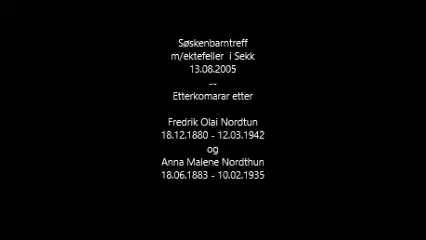 Søskenbarntreff
m/ektefeller i Sekk
13.08.2005
--
Etterkomarar etter
Fredrik Olai Nordtun
18.12.1880 - 12.03.1942
og
Anna Malene Nordthun
18.06.1883 - 10.02.1935